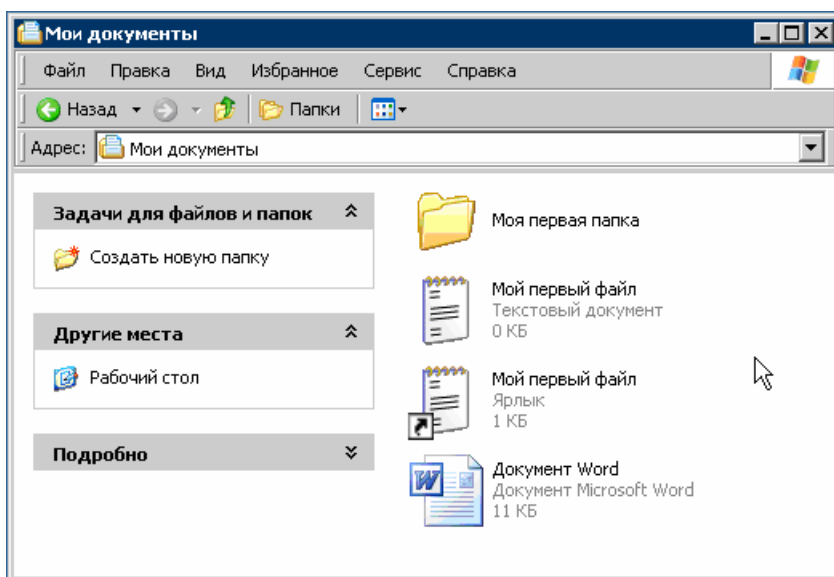 Мои документы
Файл Правка Вид Избранное Сервис Справка
Назад Папки
Адрес: Мои документы
Задачи для файлов и папок
Создать новую папку
Другие места
Рабочий стол
Подробно
Моя первая папка
Мой первый файл
Текстовый документ
0 КБ
Мой первый файл
Ярлык
1 КБ
Документ Word
Документ Microsoft Word
11 КБ